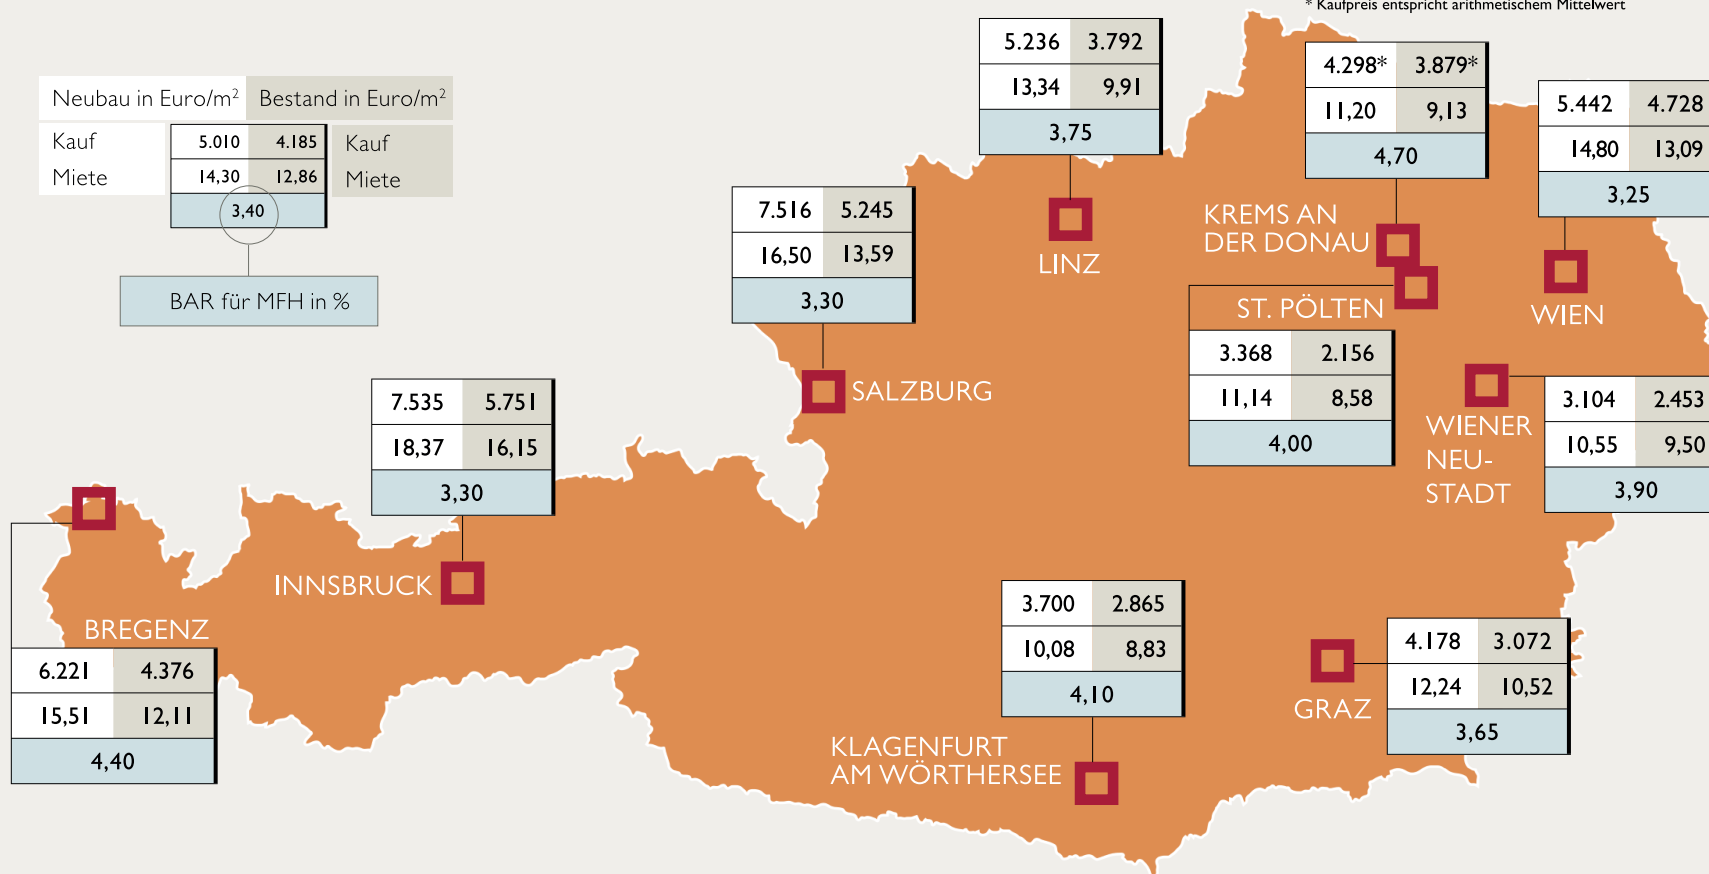 * Kaufpreis entspricht arithmetischem Mittelwert
Neubau in Euro/m² Bestand in Euro/m²
Kauf 5.010 4.185 Kauf
Miete 14,30 12,86 Miete
3,40
BAR für MFH in %
5.236 3.792
13,34 9,91
3,75
LINZ
4.298* 3.879*
11,20 9,13
4,70
KREMS AN
DER DONAU
5.442 4.728
14,80 13,09
3,25
WIEN
7.516 5.245
16,50 13,59
3,30
SALZBURG
ST. PÖLTEN
3.368 2.156
11,14 8,58
4,00
WIENER
NEU-
STADT
3.104 2.453
10,55 9,50
3,90
7.535 5.751
18,37 16,15
3,30
INNSBRUCK
BREGENZ
6.221 4.376
15,51 12,11
4,40
3.700 2.865
10,08 8,83
4,10
KLAGENFURT
AM WÖRTHERSEE
4.178 3.072
12,24 10,52
3,65
GRAZ